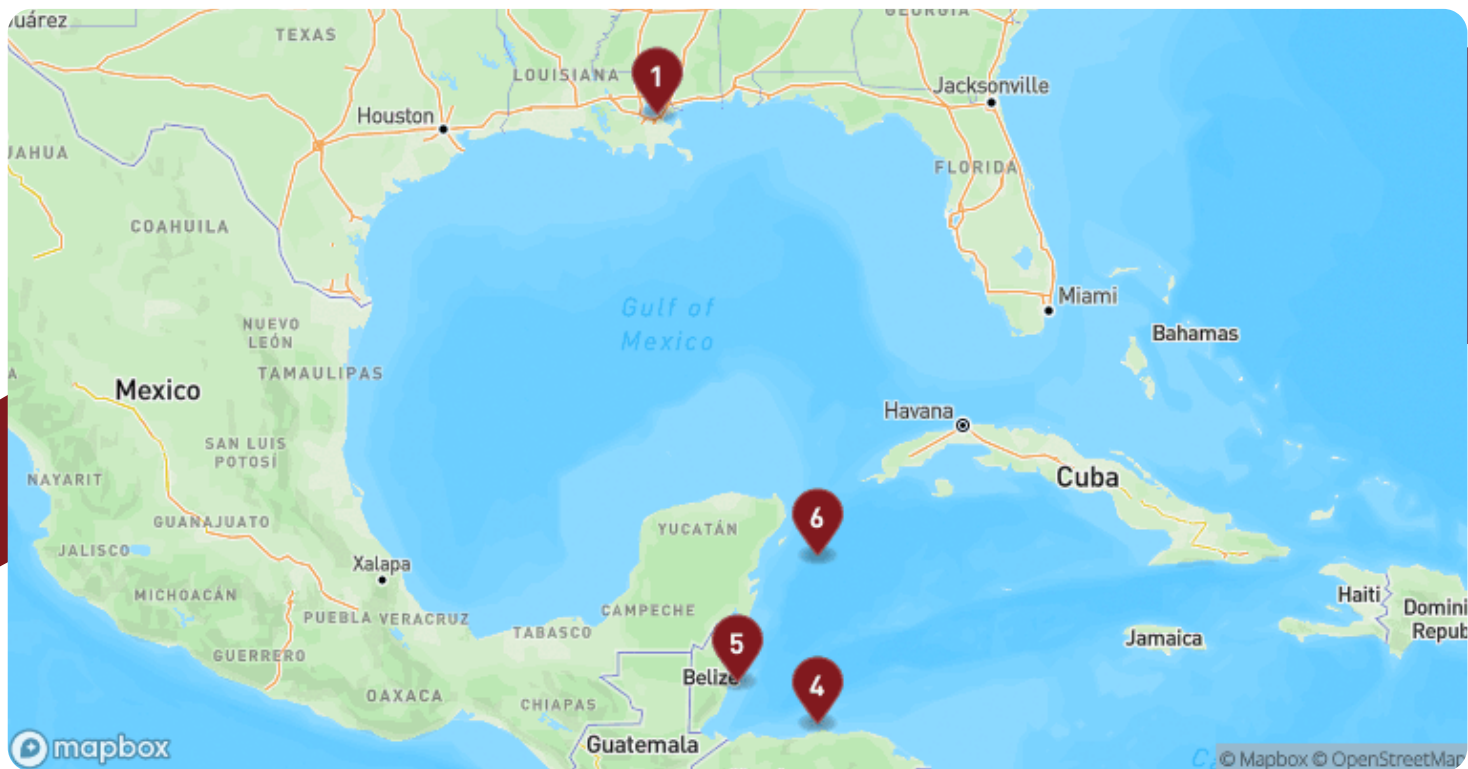 uárez
GEORGIA
TEXAS
LOUISIANA
1
Jacksonville
Houston
FLORIDA
COAHUILA
Miami
Gulf of
Mexico
NUEVO
LEÓN
Bahamas
TAMAULIPAS
Mexico
Havana
SAN LUIS
POTOSÍ
Cuba
NAYARIT
6
YUCATÁN
GUANAJUATO
JALISCO
Xalapa
MICHOACÁN
Haiti
CAMPECHE
Domini
PUEBLA
VERACRUZ
TABASCO
Repub
Jamaica
5
GUERRERO
Belize
4
OAXACA
CHIAPAS
mapbox
Guatemala
© Mapbox © OpenStreetMap